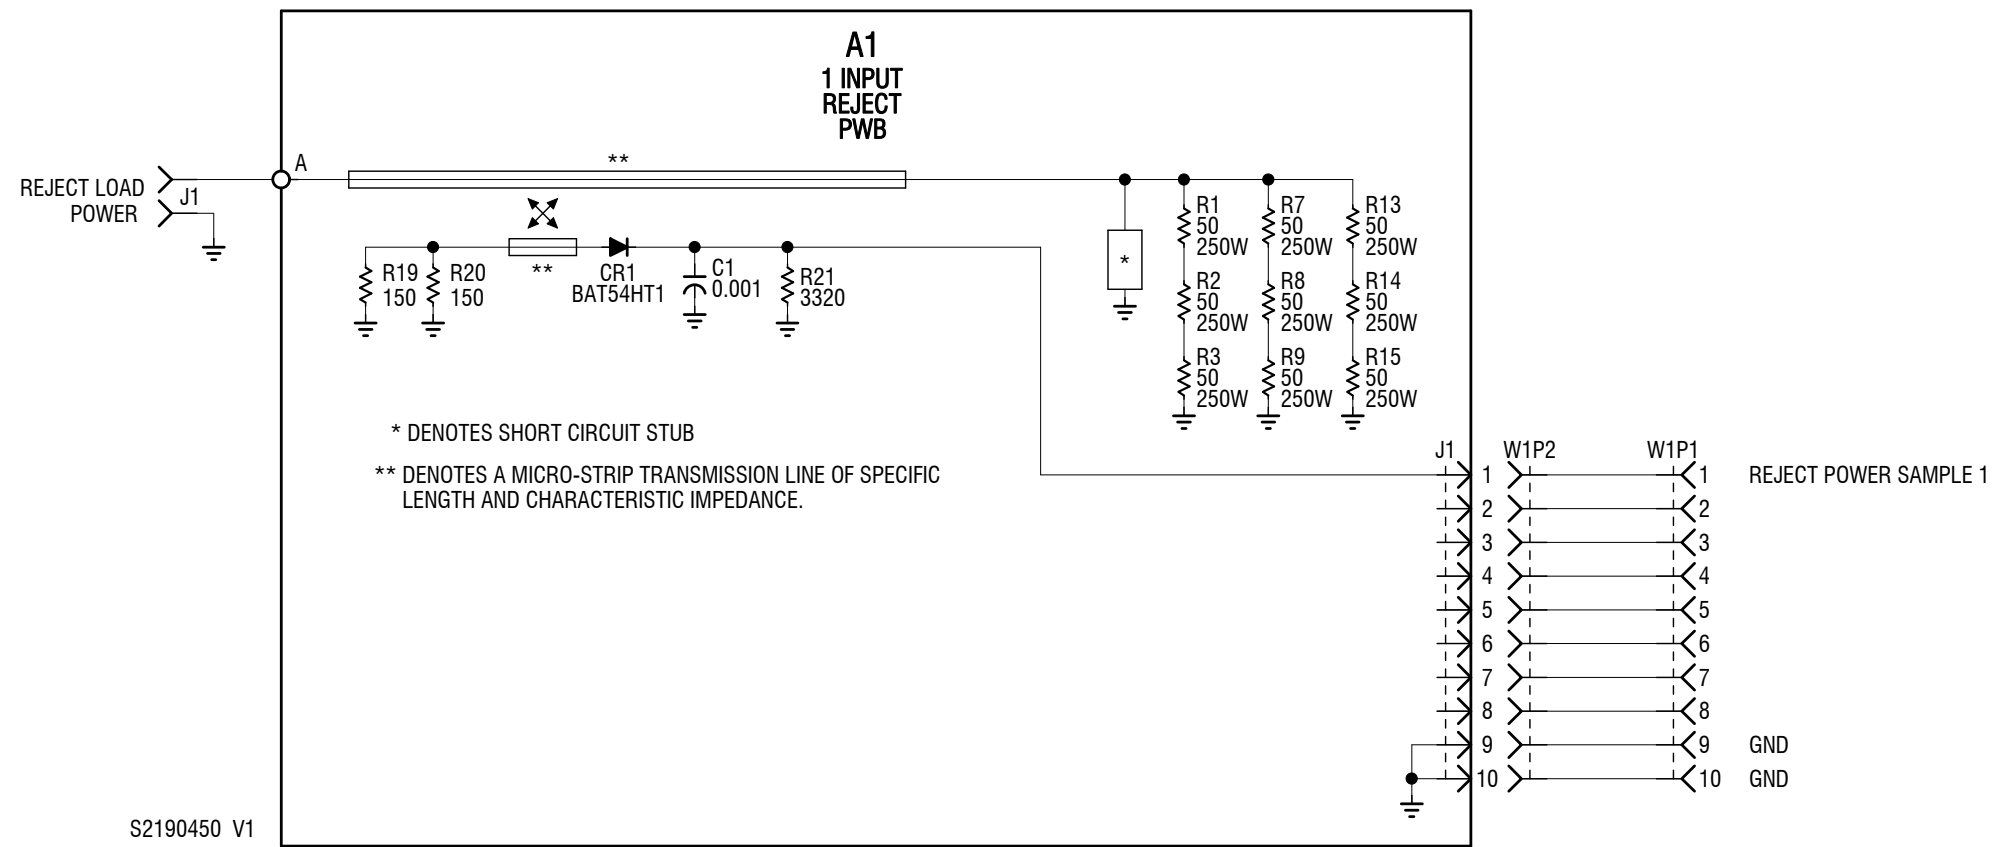 A1
1 INPUT
REJECT
PWB
REJECT LOAD
POWER
J1
A
**
**
R19
150
R20
150
CR1
BAT54HT1
C1
0.001
R21
3320
*
R1
50
250W
R7
50
250W
R13
50
250W
R2
50
250W
R8
50
250W
R14
50
250W
R3
50
250W
R9
50
250W
R15
50
250W
* DENOTES SHORT CIRCUIT STUB
** DENOTES A MICRO-STRIP TRANSMISSION LINE OF SPECIFIC
LENGTH AND CHARACTERISTIC IMPEDANCE.
J1 W1P2 W1P1
1 1 REJECT POWER SAMPLE 1
2 2
3 3
4 4
5 5
6 6
7 7
8 8
9 9 GND
10 10 GND
S2190450 V1